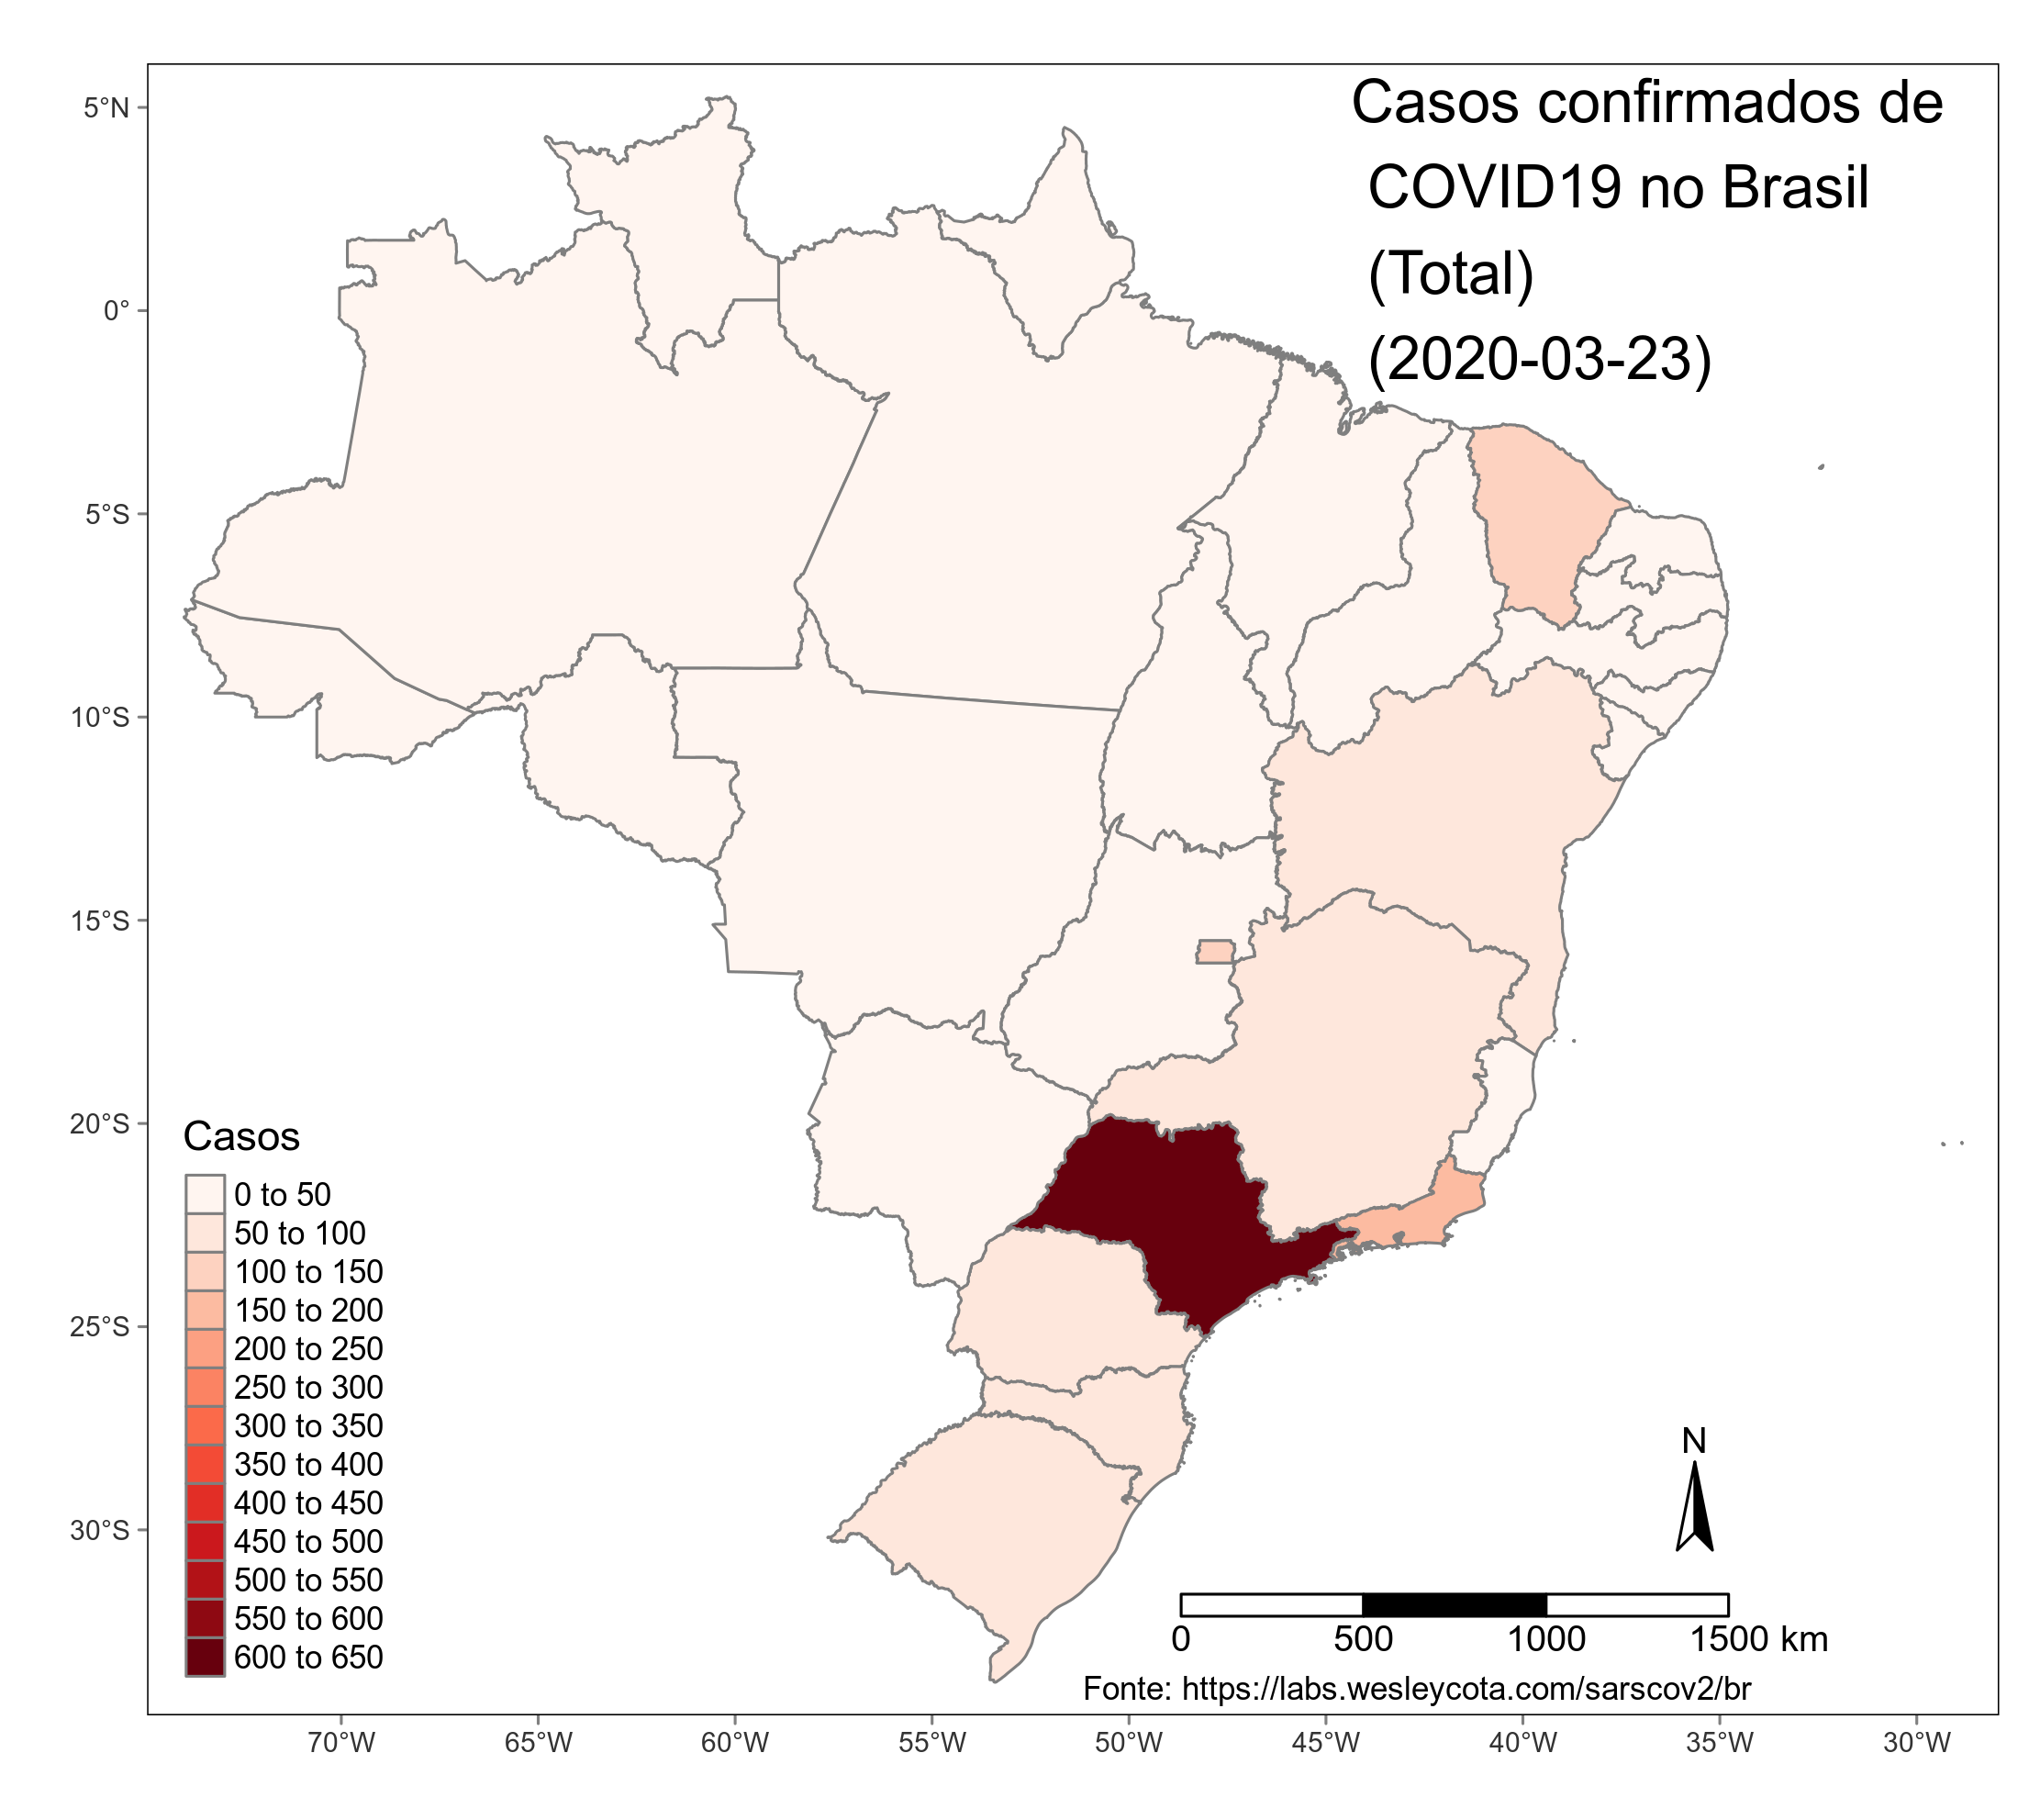 Casos confirmados de
COVID19 no Brasil
(Total)
(2020-03-23)
5°N
0°
5°S
10°S
15°S
20°S
25°S
30°S
Casos
0 to 50
50 to 100
100 to 150
150 to 200
200 to 250
250 to 300
300 to 350
350 to 400
400 to 450
450 to 500
500 to 550
550 to 600
600 to 650
N
0 500 1000 1500 km
Fonte: https://labs.wesleycota.com/sarscov2/br
70°W 65°W 60°W 55°W 50°W 45°W 40°W 35°W 30°W